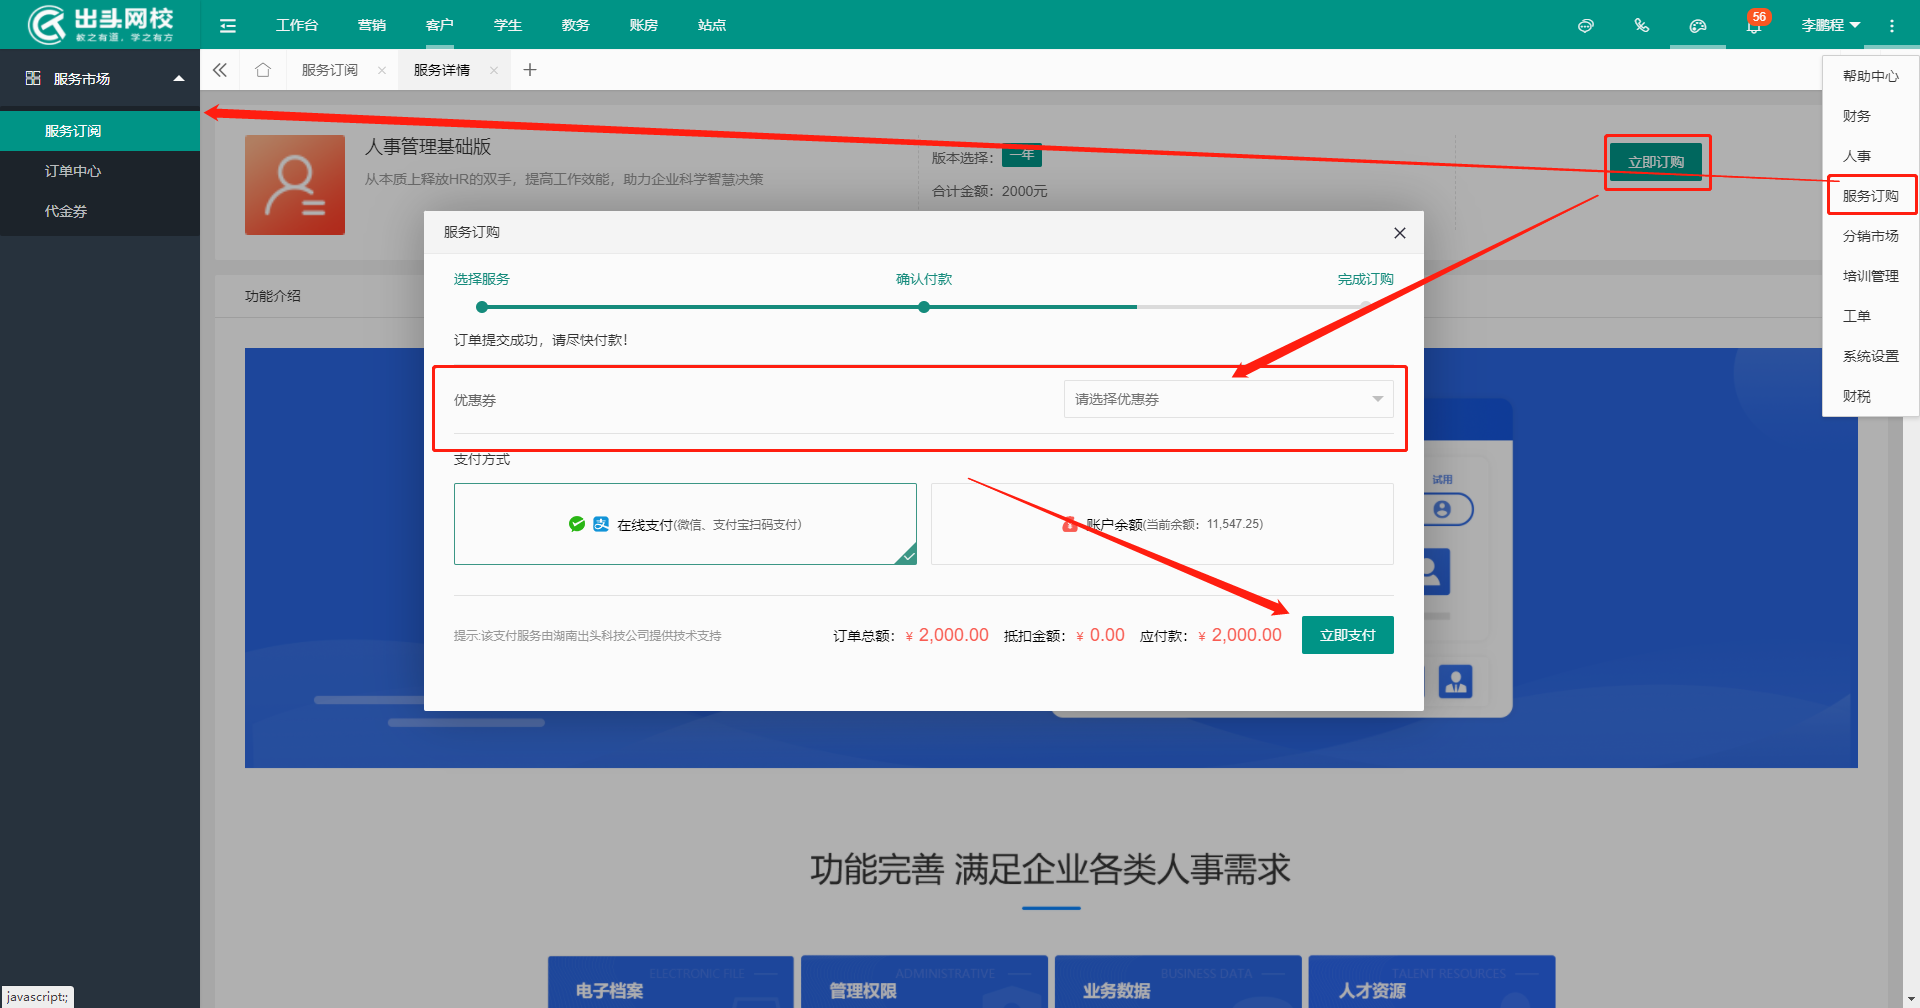 出头网校
教之有道，学之有方
工作台
营销
客户
学生
教务
账房
站点
56
李鹏程
服务市场
服务订阅
订单中心
代金券
服务订阅
服务详情
帮助中心
财务
人事
服务订购
分销市场
培训管理
工单
系统设置
财税
人事管理基础版
从本质上释放HR的双手，提高工作效能，助力企业科学智慧决策
版本选择：
一年
合计金额：2000元
立即订购
功能介绍
服务订购
选择服务
确认付款
完成订购
订单提交成功，请尽快付款！
优惠券
请选择优惠券
支付方式
在线支付(微信、支付宝扫码支付)
账户余额(当前余额：11,547.25)
提示:该支付服务由湖南出头科技公司提供技术支持
订单总额：￥2,000.00
抵扣金额：￥0.00
应付款：￥2,000.00
立即支付
试用
功能完善 满足企业各类人事需求
ELECTRONIC FILE
电子档案
ADMINISTRATIVE
管理权限
BUSINESS DATA
业务数据
TALENT RESOURCES
人才资源
javascript:;